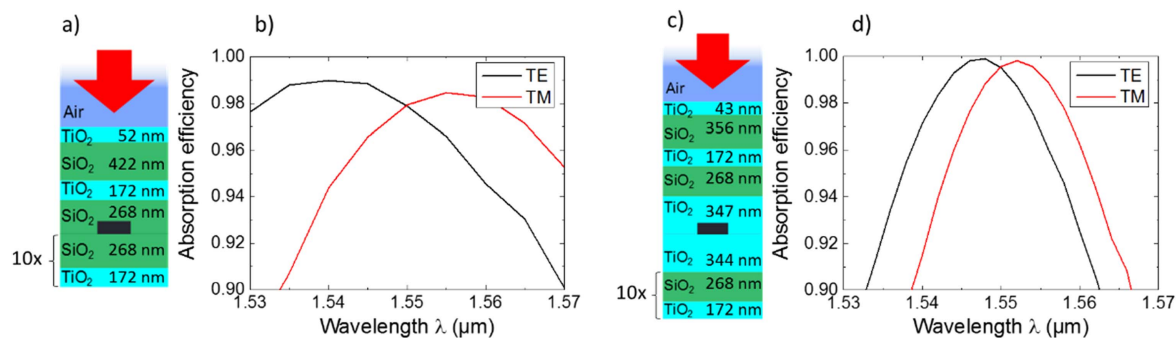 a)
Air
TiO₂ 52 nm
SiO₂ 422 nm
TiO₂ 172 nm
SiO₂ 268 nm
10x
SiO₂ 268 nm
TiO₂ 172 nm
b)
Absorption efficiency
1.00
0.98
0.96
0.94
0.92
0.90
TE
TM
1.53 1.54 1.55 1.56 1.57
Wavelength λ (μm)
c)
Air
TiO₂ 43 nm
SiO₂ 356 nm
TiO₂ 172 nm
SiO₂ 268 nm
TiO₂ 347 nm
TiO₂ 344 nm
10x
SiO₂ 268 nm
TiO₂ 172 nm
d)
Absorption efficiency
1.00
0.98
0.96
0.94
0.92
0.90
TE
TM
1.53 1.54 1.55 1.56 1.57
Wavelength λ (μm)